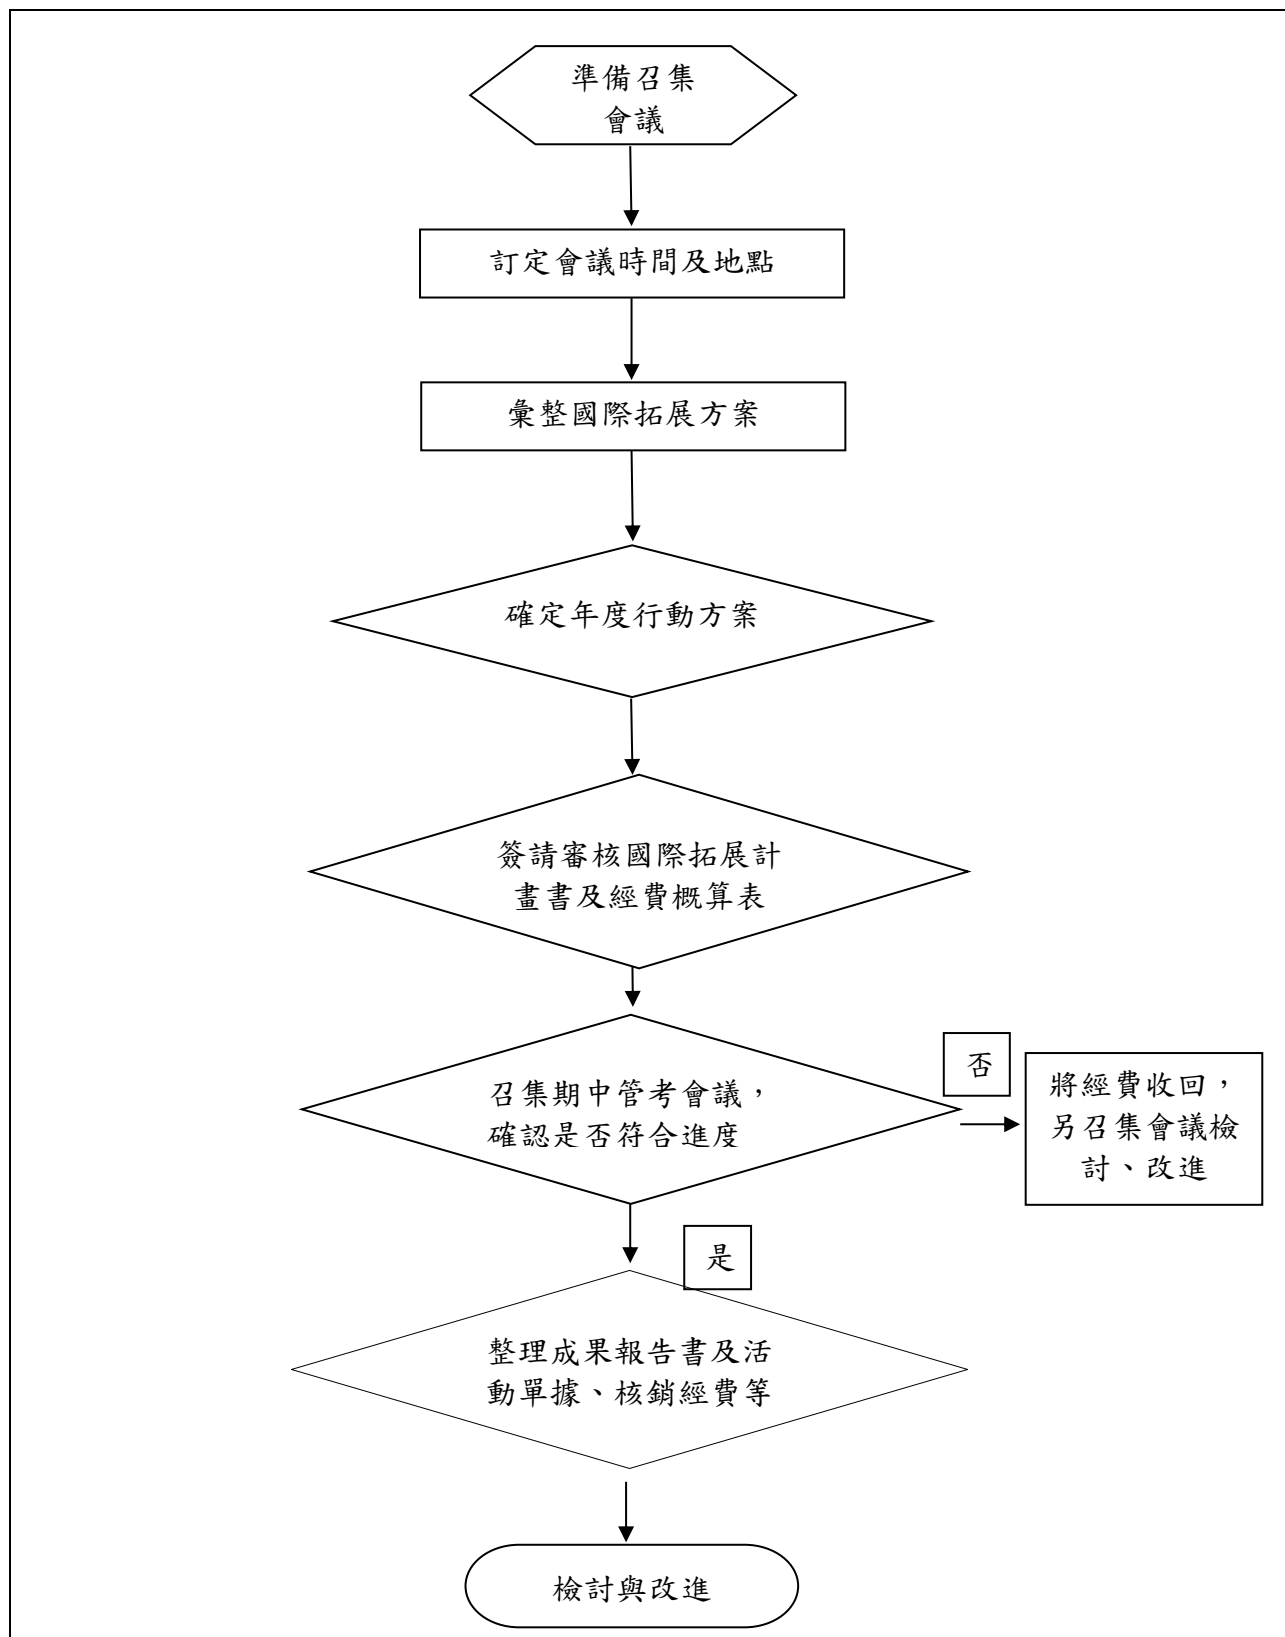 準備召集
會議
訂定會議時間及地點
彙整國際拓展方案
確定年度行動方案
簽請審核國際拓展計
畫書及經費概算表
召集期中管考會議，
確認是否符合進度
否
將經費收回，
另召集會議檢
討、改進
是
整理成果報告書及活
動單據、核銷經費等
檢討與改進